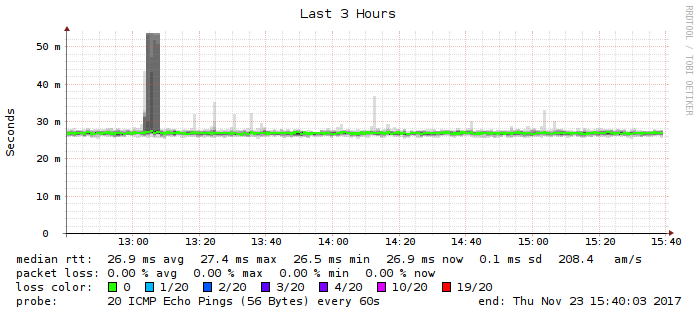 Last 3 Hours
RRDTOOL / TOBI OETIKER
Seconds
50 m
40 m
30 m
20 m
10 m
0
13:00 13:20 13:40 14:00 14:20 14:40 15:00 15:20 15:40
median rtt: 26.9 ms avg 27.4 ms max 26.5 ms min 26.9 ms now 0.1 ms sd 208.4 am/s
packet loss: 0.00 % avg 0.00 % max 0.00 % min 0.00 % now
loss color: 0 1/20 2/20 3/20 4/20 10/20 19/20
probe: 20 ICMP Echo Pings (56 Bytes) every 60s end: Thu Nov 23 15:40:03 2017